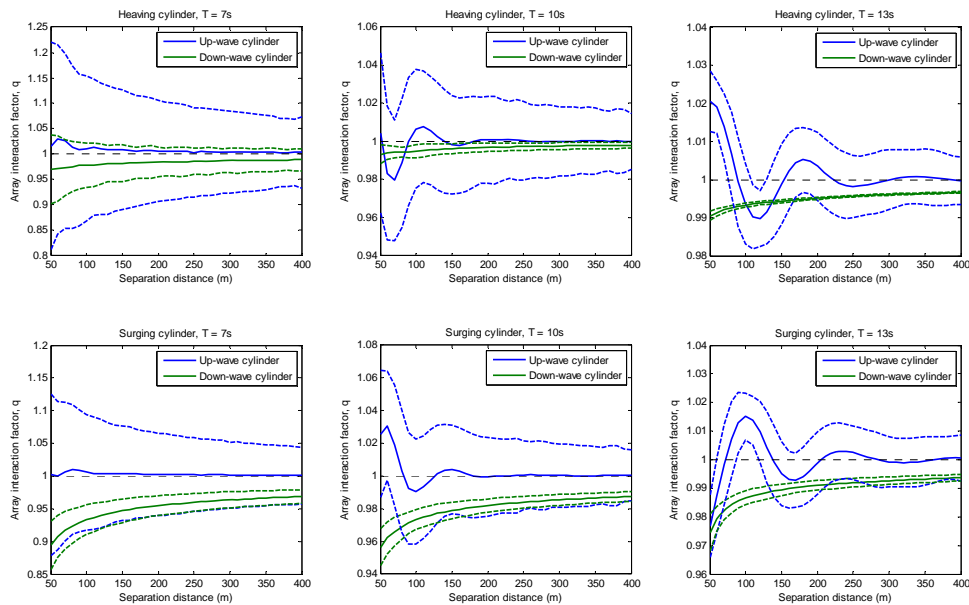 Heaving cylinder, T = 7s
Array interaction factor, q
1.25
1.2
1.15
1.1
1.05
1
0.95
0.9
0.85
0.8
50 100 150 200 250 300 350 400
Separation distance (m)
Up-wave cylinder
Down-wave cylinder
Heaving cylinder, T = 10s
Array interaction factor, q
1.06
1.04
1.02
1
0.98
0.96
0.94
50 100 150 200 250 300 350 400
Separation distance (m)
Up-wave cylinder
Down-wave cylinder
Heaving cylinder, T = 13s
Array interaction factor, q
1.04
1.03
1.02
1.01
1
0.99
0.98
50 100 150 200 250 300 350 400
Separation distance (m)
Up-wave cylinder
Down-wave cylinder
Surging cylinder, T = 7s
Array interaction factor, q
1.2
1.15
1.1
1.05
1
0.95
0.9
0.85
50 100 150 200 250 300 350 400
Separation distance (m)
Up-wave cylinder
Down-wave cylinder
Surging cylinder, T = 10s
Array interaction factor, q
1.08
1.06
1.04
1.02
1
0.98
0.96
0.94
50 100 150 200 250 300 350 400
Separation distance (m)
Up-wave cylinder
Down-wave cylinder
Surging cylinder, T = 13s
Array interaction factor, q
1.04
1.03
1.02
1.01
1
0.99
0.98
0.97
0.96
50 100 150 200 250 300 350 400
Separation distance (m)
Up-wave cylinder
Down-wave cylinder